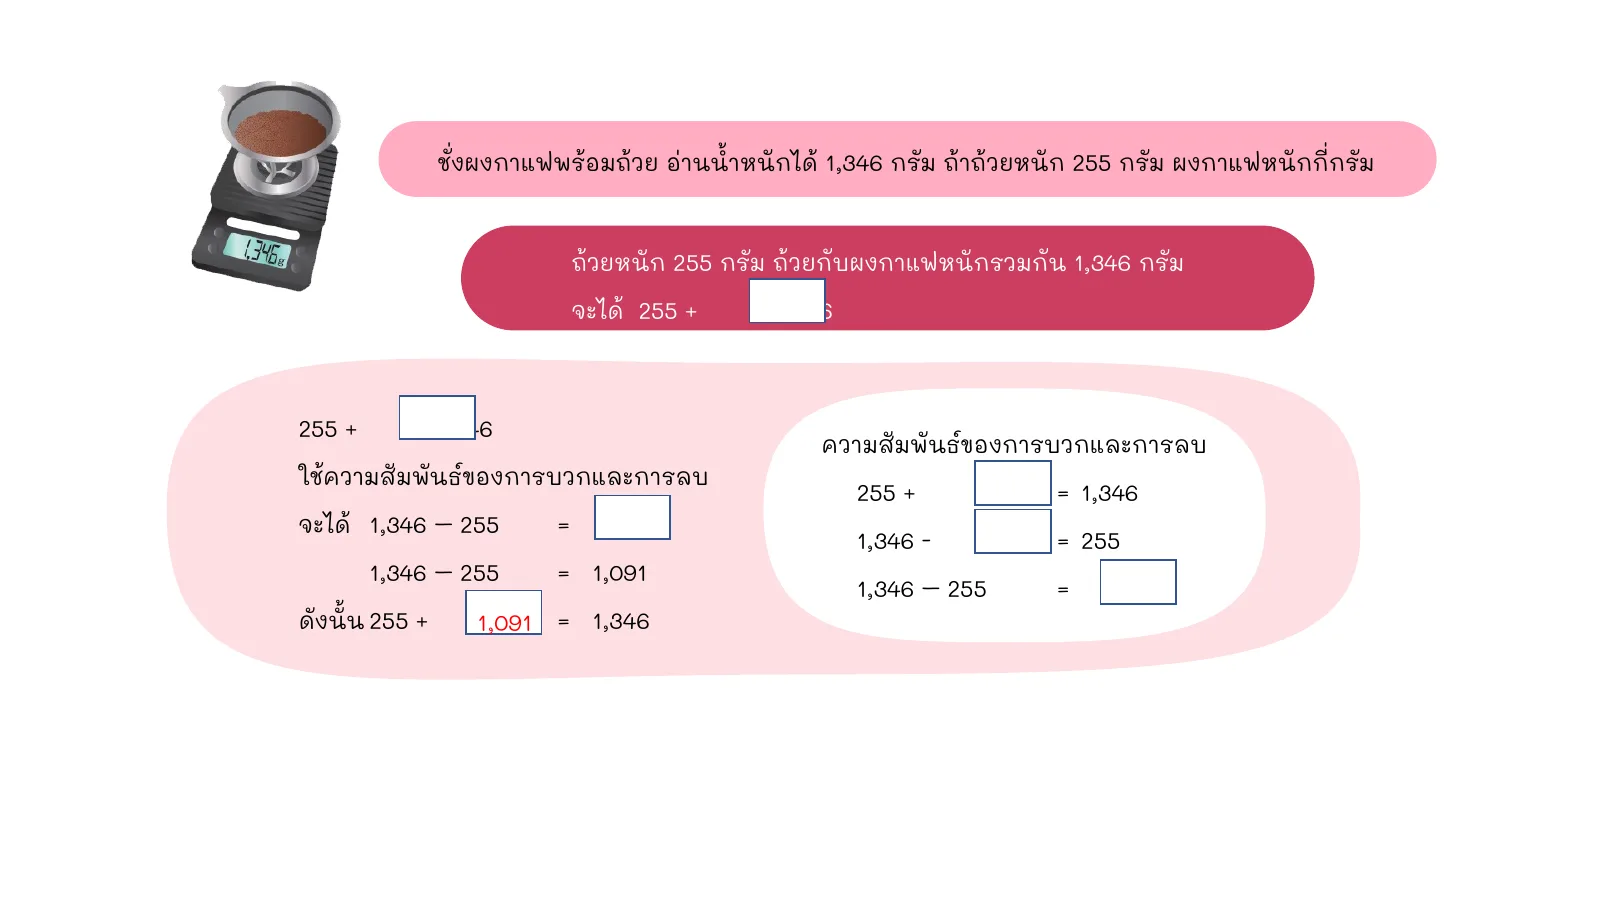 ชั่งผงกาแฟพร้อมถ้วย อ่านน้ำหนักได้ 1,346 กรัม ถ้าถ้วยหนัก 255 กรัม ผงกาแฟหนักกี่กรัม
1,346g
ถ้วยหนัก 255 กรัม ถ้วยกับผงกาแฟหนักรวมกัน 1,346 กรัม
จะได้ 255 + 6
255 + 46
ใช้ความสัมพันธ์ของการบวกและการลบ
จะได้ 1,346 – 255 =
1,346 – 255 = 1,091
ดังนั้น 255 + 1,091 = 1,346
ความสัมพันธ์ของการบวกและการลบ
255 + = 1,346
1,346 - = 255
1,346 – 255 =